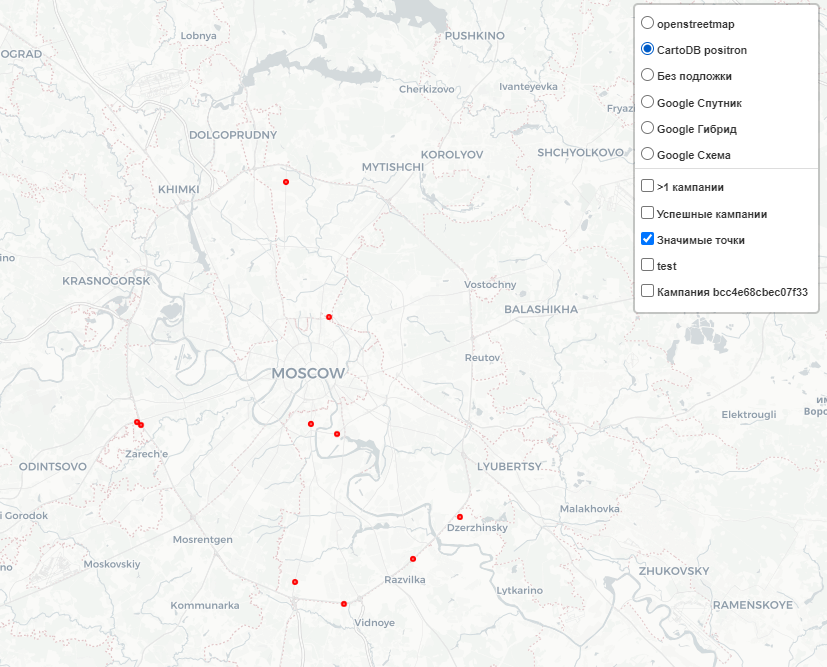 Lobnya
PUSHKINO
OGRAD
Cherkizovo
Ivanteyevka
Fryaz
DOLGOPRUDNY
KOROLYOV
SHCHYOLKOVO
MYTISHCHI
KHIMKI
ino
KRASNOGORSK
Vostochny
BALASHIKHA
Reutov
MOSCOW
Elektrougli
им
Воро
Zarech'e
ODINTSOVO
LYUBERTSY
Malakhovka
i Gorodok
Dzerzhinsky
Mosrentgen
Moskovskiy
no
ZHUKOVSKY
Razvilka
Lytkarino
Kommunarka
RAMENSKOYE
Vidnoye
openstreetmap
CartoDB positron
Без подложки
Google Спутник
Google Гибрид
Google Схема
>1 кампании
Успешные кампании
Значимые точки
test
Кампания bcc4e68cbec07f33